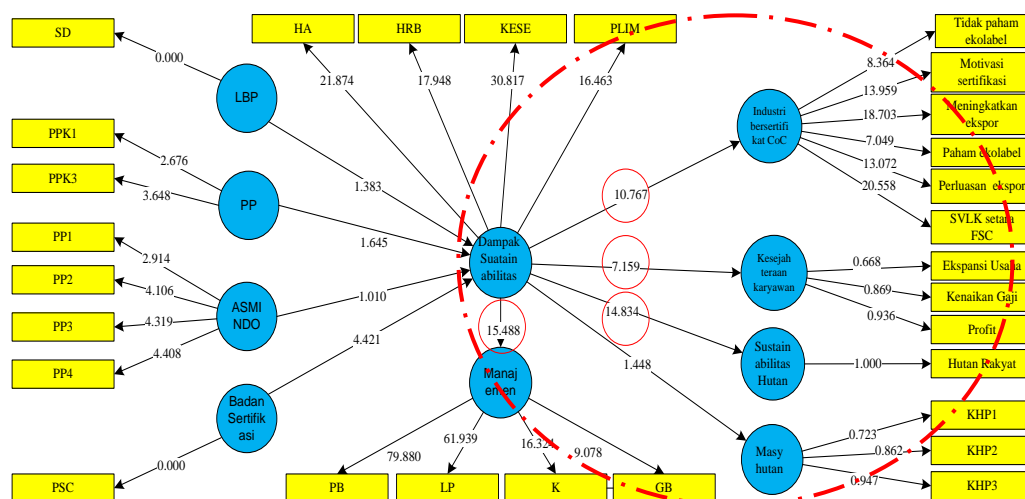 SD
HA
HRB
KESE
PLIM
Tidak paham
ekolabel
0.000
21.874
17.948
30.817
16.463
8.364
Motivasi
sertifikasi
LBP
Industri
bersertifi
kat CoC
13.959
18.703
Meningkatkan
ekspor
PPK1
2.676
7.049
Paham ekolabel
13.072
PPK3
3.648
PP
1.383
10.767
20.558
Perluasan ekspor
SVLK setara
FSC
PP1
2.914
1.645
Dampak
Suatain
abilitas
7.159
Kesejah
teraan
karyawan
0.668
Ekspansi Usaha
PP2
4.106
0.869
Kenaikan Gaji
ASMI
NDO
1.010
14.834
0.936
PP3
4.319
15.488
Profit
PP4
4.408
4.421
1.448
Sustain
abilitas
Hutan
1.000
Hutan Rakyat
Manaj
emen
Badan
Sertifik
asi
0.723
KHP1
61.939
16.324
9.078
Masy
hutan
0.862
KHP2
79.880
0.000
0.947
KHP3
PSC
PB
LP
K
GB